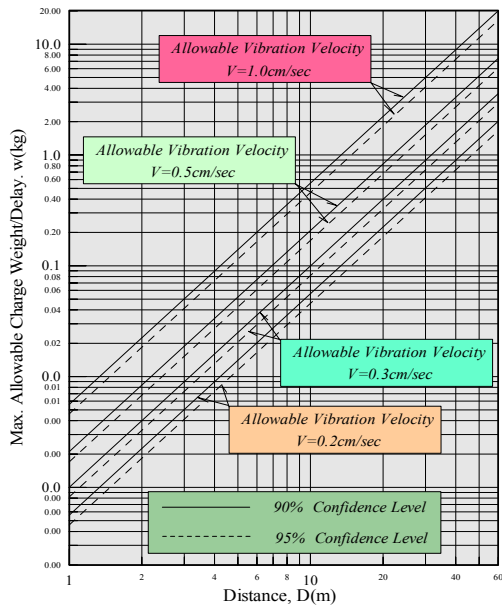 20.00
10.0
8.00
6.00
4.00
2.00
1.0
0.80
0.60
0.40
0.20
0.1
0.08
0.06
0.04
0.02
0.0
0.01
0.01
0.00
0.00
0.0
0.00
0.00
0.00
Max. Allowable Charge Weight/Delay. w(kg)
Allowable Vibration Velocity
V=1.0cm/sec
Allowable Vibration Velocity
V=0.5cm/sec
Allowable Vibration Velocity
V=0.3cm/sec
Allowable Vibration Velocity
V=0.2cm/sec
90% Confidence Level
95% Confidence Level
1 2 4 6 8 10 20 40 60
Distance, D(m)